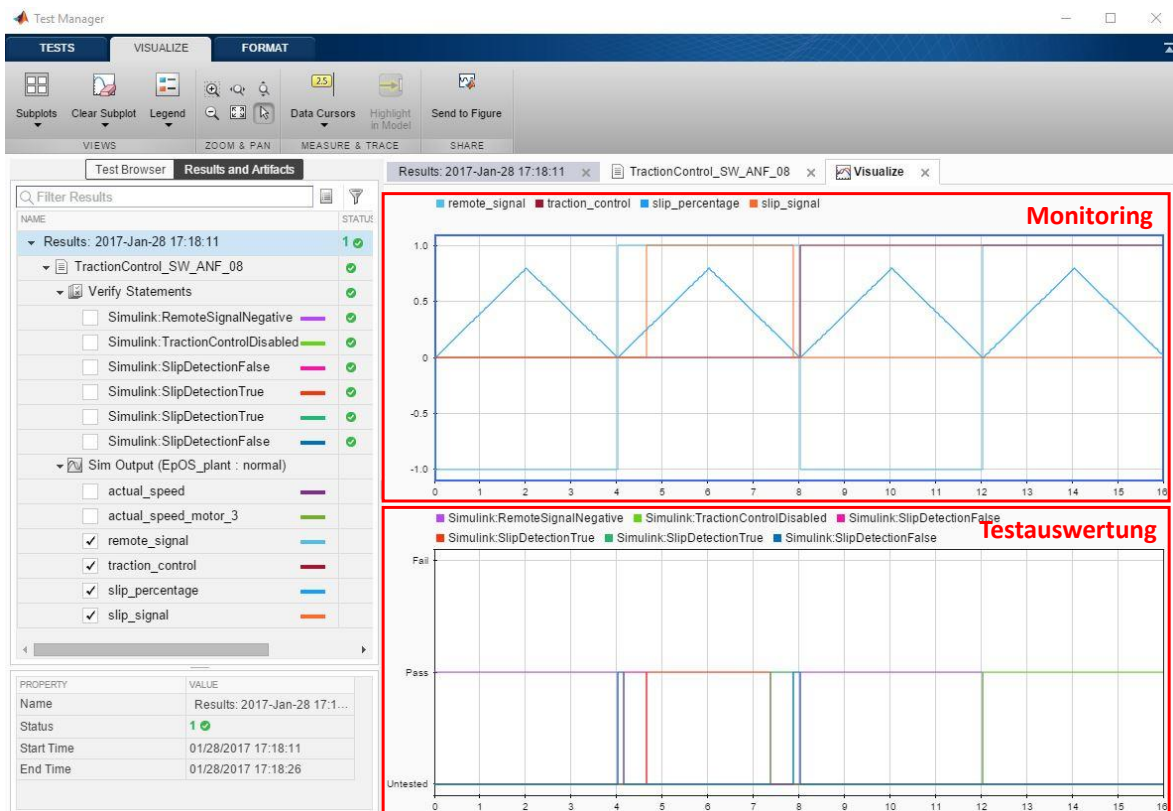 Test Manager
TESTS VISUALIZE FORMAT
Subplots Clear Subplot Legend Data Cursors Highlight in Model Send to Figure
2.5
VIEWS ZOOM & PAN MEASURE & TRACE SHARE
Test Browser Results and Artifacts
Filter Results
NAME STATUS
Results: 2017-Jan-28 17:18:11 1
TractionControl_SW_ANF_08
Verify Statements
Simulink:RemoteSignalNegative
Simulink:TractionControlDisabled
Simulink:SlipDetectionFalse
Simulink:SlipDetectionTrue
Simulink:SlipDetectionTrue
Simulink:SlipDetectionFalse
Sim Output (EpOS_plant : normal)
actual_speed
actual_speed_motor_3
remote_signal
traction_control
slip_percentage
slip_signal
PROPERTY VALUE
Name Results: 2017-Jan-28 17:1...
Status 1
Start Time 01/28/2017 17:18:11
End Time 01/28/2017 17:18:26
Results: 2017-Jan-28 17:18:11 TractionControl_SW_ANF_08 Visualize
remote_signal traction_control slip_percentage slip_signal
Monitoring
1.0
0.5
0
-0.5
-1.0
0 1 2 3 4 5 6 7 8 9 10 11 12 13 14 15 16
Simulink:RemoteSignalNegative Simulink:TractionControlDisabled Simulink:SlipDetectionFalse
Simulink:SlipDetectionTrue Simulink:SlipDetectionTrue Simulink:SlipDetectionFalse
Testauswertung
Fail
Pass
Untested
0 1 2 3 4 5 6 7 8 9 10 11 12 13 14 15 16